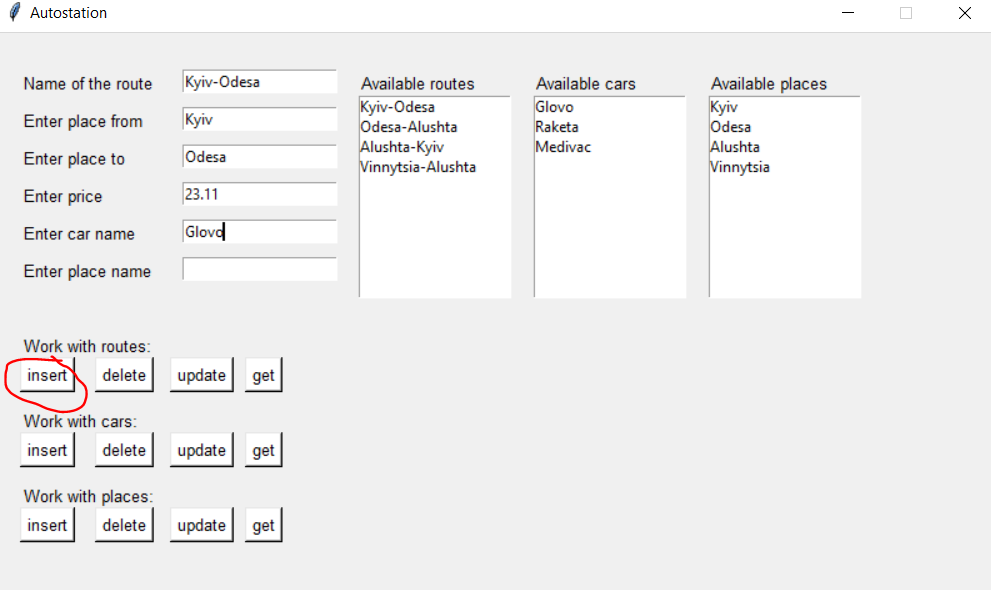 Autostation
Name of the route Kyiv-Odesa
Enter place from Kyiv
Enter place to Odesa
Enter price 23.11
Enter car name Glovo
Enter place name
Available routes
Kyiv-Odesa
Odesa-Alushta
Alushta-Kyiv
Vinnytsia-Alushta
Available cars
Glovo
Raketa
Medivac
Available places
Kyiv
Odesa
Alushta
Vinnytsia
Work with routes:
insert delete update get
Work with cars:
insert delete update get
Work with places:
insert delete update get